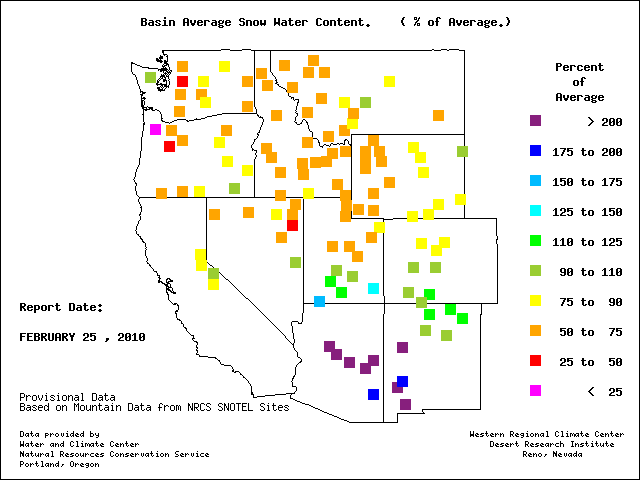 Basin Average Snow Water Content.    ( % of Average.)
Percent
of
Average
> 200
175 to 200
150 to 175
125 to 150
110 to 125
90 to 110
75 to 90
50 to 75
25 to 50
< 25
Report Date:
FEBRUARY 25 , 2010
Provisional Data
Based on Mountain Data from NRCS SNOTEL Sites
Data provided by
Water and Climate Center
Natural Resources Conservation Service
Portland, Oregon
Western Regional Climate Center
Desert Research Institute
Reno, Nevada